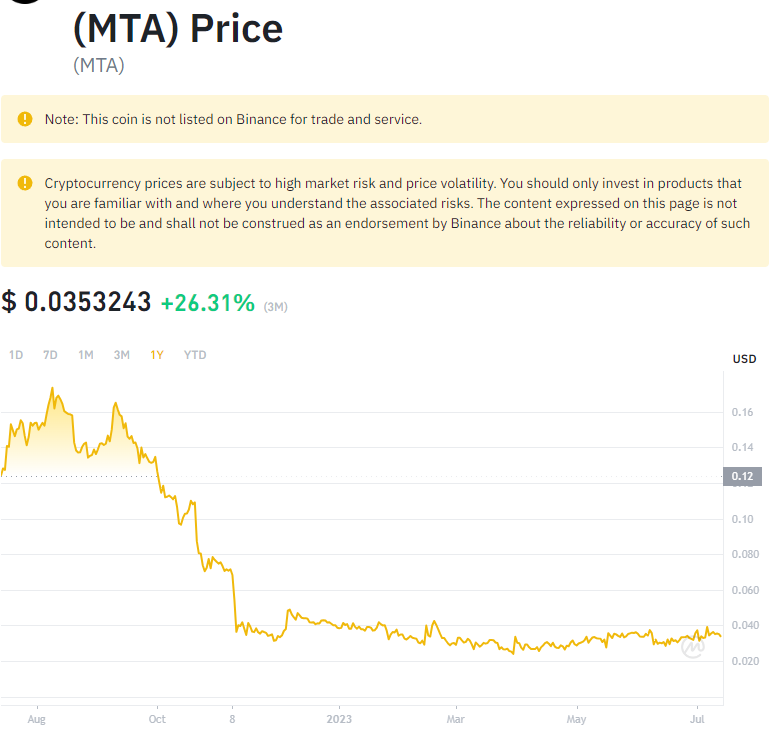 (MTA) Price
(MTA)
Note: This coin is not listed on Binance for trade and service.
Cryptocurrency prices are subject to high market risk and price volatility. You should only invest in products that
you are familiar with and where you understand the associated risks. The content expressed on this page is not
intended to be and shall not be construed as an endorsement by Binance about the reliability or accuracy of such
content.
$ 0.0353243 +26.31% (3M)
1D 7D 1M 3M 1Y YTD
USD
0.16
0.14
0.12
0.10
0.080
0.060
0.040
0.020
Aug Oct 8 2023 Mar May Jul